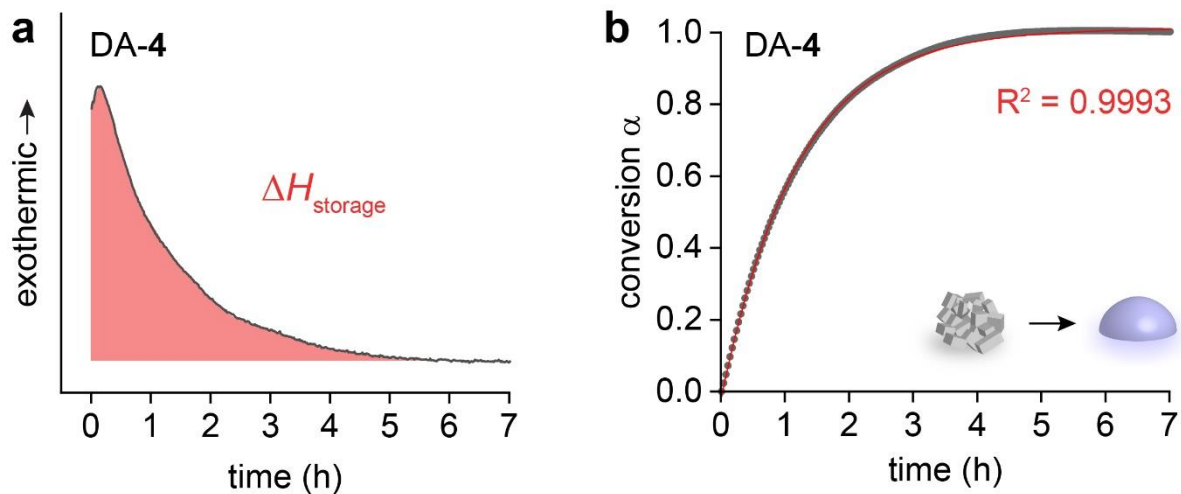 a
DA-4
exothermic →
ΔH storage
0 1 2 3 4 5 6 7
time (h)
b
DA-4
R² = 0.9993
conversion α
1.0
0.8
0.6
0.4
0.2
0.0
0 1 2 3 4 5 6 7
time (h)